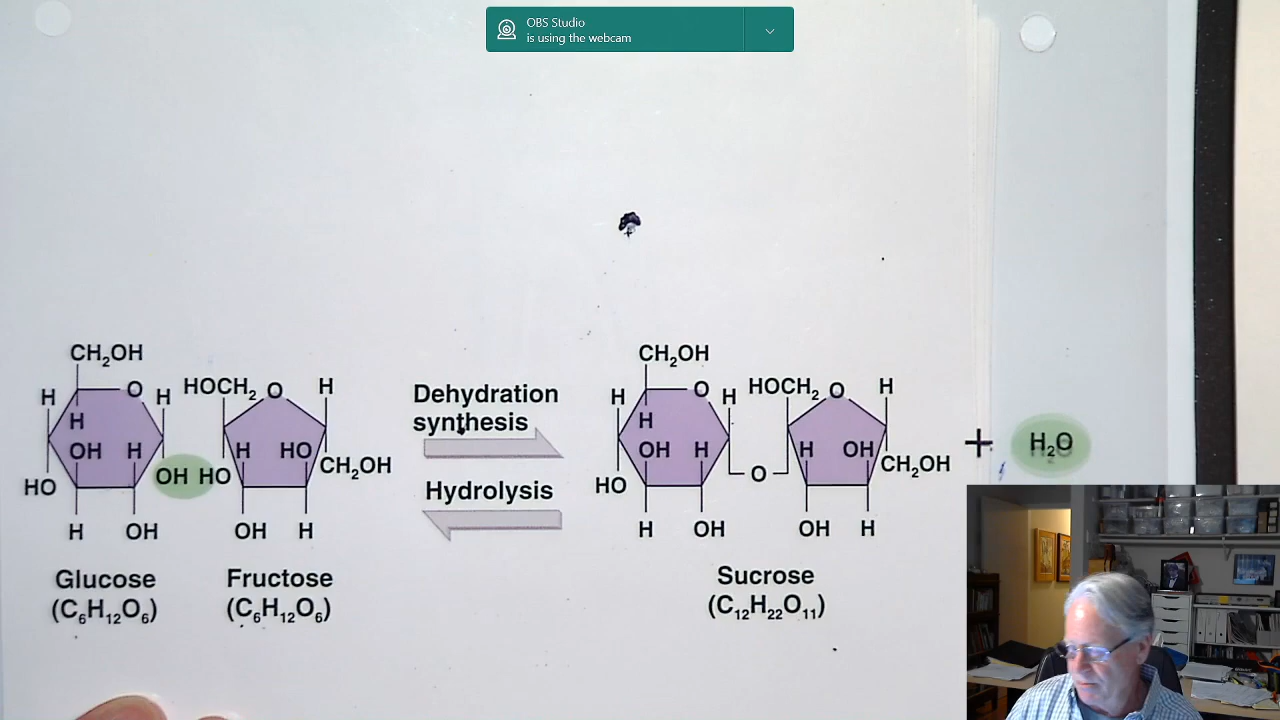 OBS Studio
is using the webcam
CH₂OH
H O H
H
OH H
HO OH
H OH
HOCH₂ O H
H HO
HO CH₂OH
OH H
Glucose
(C₆H₁₂O₆)
Fructose
(C₆H₁₂O₆)
Dehydration
synthesis
Hydrolysis
CH₂OH
H O H
H
OH H
HO
H OH
O
HOCH₂ O H
H OH
CH₂OH
OH H
Sucrose
(C₁₂H₂₂O₁₁)
+
H₂O